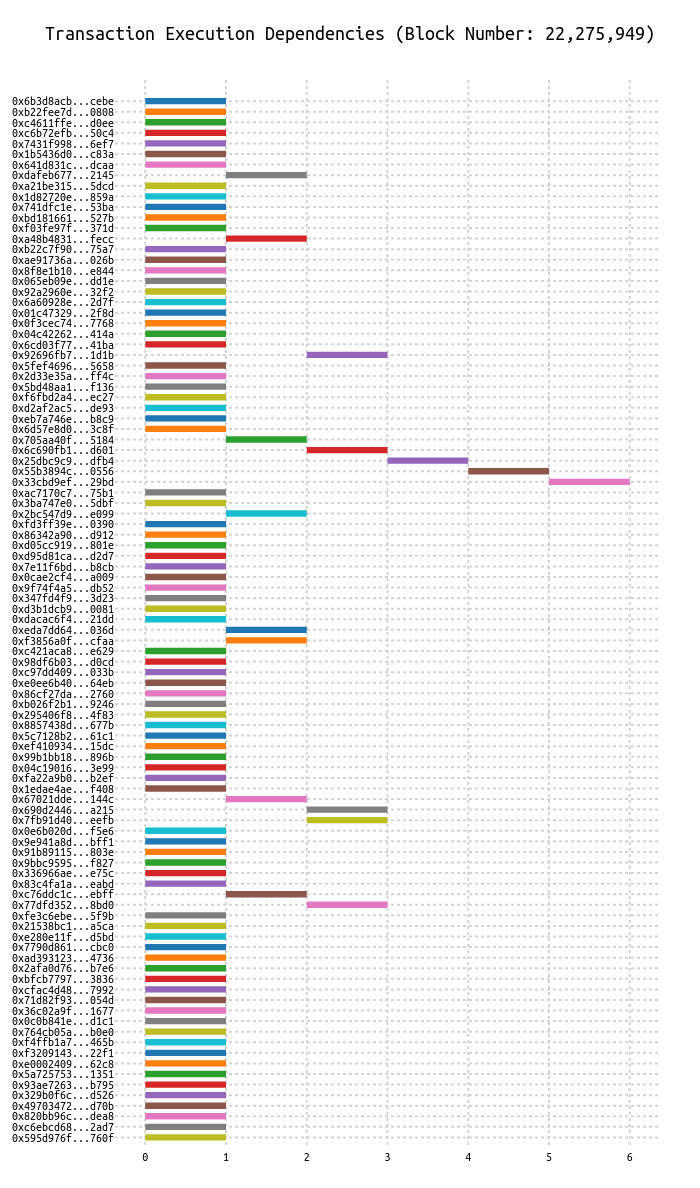 Transaction Execution Dependencies (Block Number: 22,275,949)
0x6b3d8acb...cebe
0xb22fee7d...0808
0xc4611ffe...d0ee
0xc6b72efb...50c4
0x7431f998...6ef7
0x1b5436d0...c83a
0x641d831c...dcaa
0xdafeb677...2145
0xa21be315...5dcd
0x1d82720e...859a
0x741dfc1e...53ba
0xbd181661...527b
0xf03fe97f...371d
0xa48b4831...fecc
0xb22c7f90...75a7
0xae91736a...026b
0x8f8e1b10...e844
0x065eb09e...dd1e
0x92a2960e...32f2
0x6a60928e...2d7f
0x01c47329...2f8d
0x0f3cec74...7768
0x04c42262...414a
0x6cd03f77...41ba
0x92696fb7...1d1b
0x5fef4696...5658
0x2d33e35a...ff4c
0x5bd48aa1...f136
0xf6fbd2a4...ec27
0xd2af2ac5...de93
0xeb7a746e...b8c9
0x6d57e8d0...3c8f
0x705aa40f...5184
0x6c690fb1...d601
0x25dbc9c9...dfb4
0x55b3894c...0556
0x33cbd9ef...29bd
0xac7170c7...75b1
0x3ba747e0...5dbf
0x2bc547d9...e099
0xfd3ff39e...0390
0x86342a90...d912
0xd05cc919...801e
0xd95d81ca...d2d7
0x7e11f6bd...b8cb
0x0cae2cf4...a009
0x9f74f4a5...db52
0x347fd4f9...3d23
0xd3b1dcb9...0081
0xdacac6f4...21dd
0xeda7dd64...036d
0xf3856a0f...cfaa
0xc421aca8...e629
0x98df6b03...d0cd
0xc97dd409...033b
0xe0ee6b40...64eb
0x86cf27da...2760
0xb026f2b1...9246
0x295406f8...4f83
0x8857438d...677b
0x5c7128b2...61c1
0xef410934...15dc
0x99b1bb18...896b
0x04c19016...3e99
0xfa22a9b0...b2ef
0x1edae4ae...f408
0x67021dde...144c
0x690d2446...a215
0x7fb91d40...eefb
0x0e6b020d...f5e6
0x9e941a8d...bff1
0x91b89115...803e
0x9bbc9595...f827
0x336966ae...e75c
0x83c4fa1a...eabd
0xc76ddc1c...ebff
0x77dfd352...8bd0
0xfe3c6ebe...5f9b
0x21538bc1...a5ca
0xe280e11f...d5bd
0x7790d861...cbc0
0xad393123...4736
0x2afa0d76...b7e6
0xbfcb7797...3836
0xcfac4d48...7992
0x71d82f93...054d
0x36c02a9f...1677
0x0c0b841e...d1c1
0x764cb05a...b0e0
0xf4ffb1a7...465b
0xf3209143...22f1
0xe0002409...62c8
0x5a725753...1351
0x93ae7263...b795
0x329b0f6c...d526
0x49703472...d70b
0x820bb96c...dea8
0xc6ebcd68...2ad7
0x595d976f...760f
0 1 2 3 4 5 6